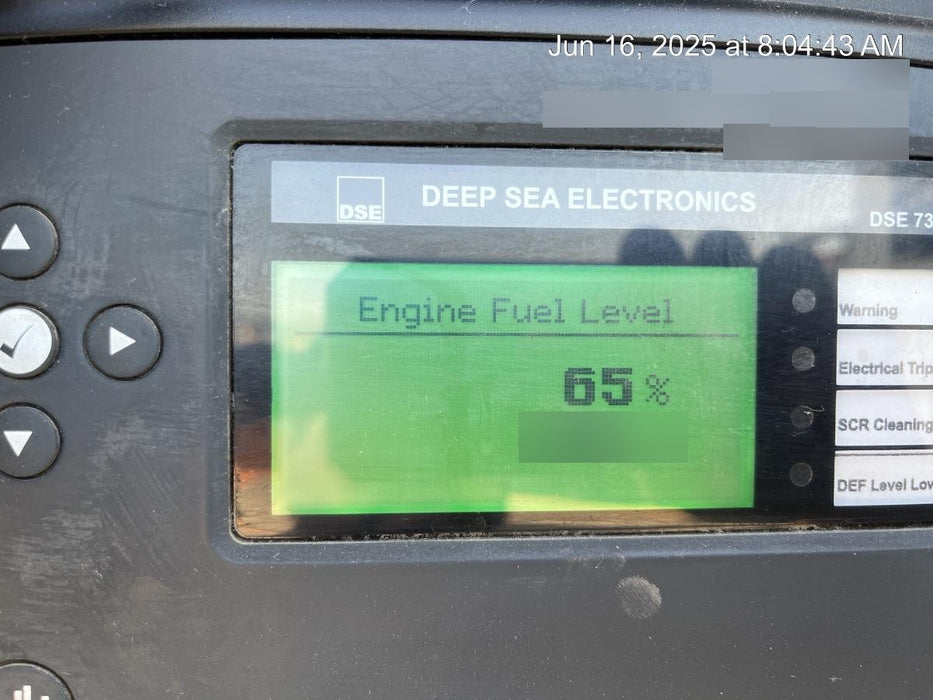 Jun 16, 2025 at 8:04:43 AM
DSE
DEEP SEA ELECTRONICS
DSE 73
Engine Fuel Level
65 %
Warning
Electrical Trip
SCR Cleaning
DEF Level Low